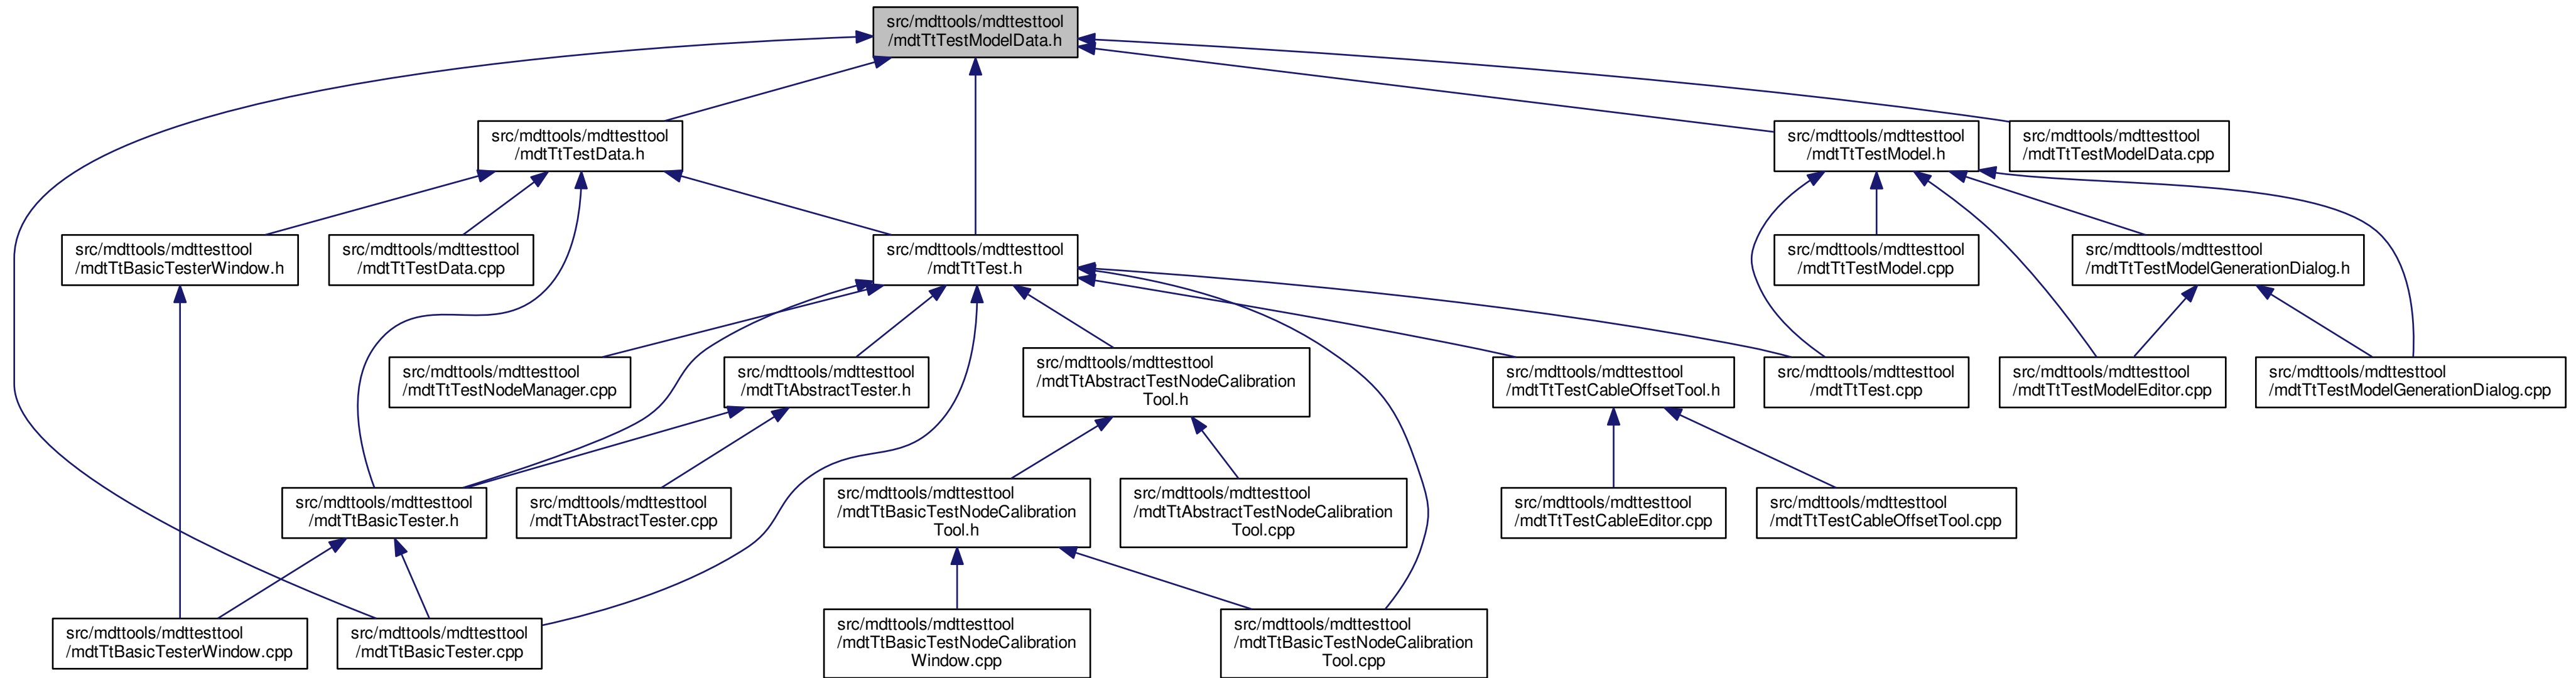 src/mdttools/mdttesttool
/mdtTtTestModelData.h
src/mdttools/mdttesttool
/mdtTtTestData.h
src/mdttools/mdttesttool
/mdtTtTestModel.h
src/mdttools/mdttesttool
/mdtTtTestModelData.cpp
src/mdttools/mdttesttool
/mdtTtBasicTesterWindow.h
src/mdttools/mdttesttool
/mdtTtTestData.cpp
src/mdttools/mdttesttool
/mdtTtTest.h
src/mdttools/mdttesttool
/mdtTtTestModel.cpp
src/mdttools/mdttesttool
/mdtTtTestModelGenerationDialog.h
src/mdttools/mdttesttool
/mdtTtTestNodeManager.cpp
src/mdttools/mdttesttool
/mdtTtAbstractTester.h
src/mdttools/mdttesttool
/mdtTtAbstractTestNodeCalibration
Tool.h
src/mdttools/mdttesttool
/mdtTtTestCableOffsetTool.h
src/mdttools/mdttesttool
/mdtTtTest.cpp
src/mdttools/mdttesttool
/mdtTtTestModelEditor.cpp
src/mdttools/mdttesttool
/mdtTtTestModelGenerationDialog.cpp
src/mdttools/mdttesttool
/mdtTtBasicTester.h
src/mdttools/mdttesttool
/mdtTtAbstractTester.cpp
src/mdttools/mdttesttool
/mdtTtBasicTestNodeCalibration
Tool.h
src/mdttools/mdttesttool
/mdtTtAbstractTestNodeCalibration
Tool.cpp
src/mdttools/mdttesttool
/mdtTtTestCableEditor.cpp
src/mdttools/mdttesttool
/mdtTtTestCableOffsetTool.cpp
src/mdttools/mdttesttool
/mdtTtBasicTesterWindow.cpp
src/mdttools/mdttesttool
/mdtTtBasicTester.cpp
src/mdttools/mdttesttool
/mdtTtBasicTestNodeCalibration
Window.cpp
src/mdttools/mdttesttool
/mdtTtBasicTestNodeCalibration
Tool.cpp